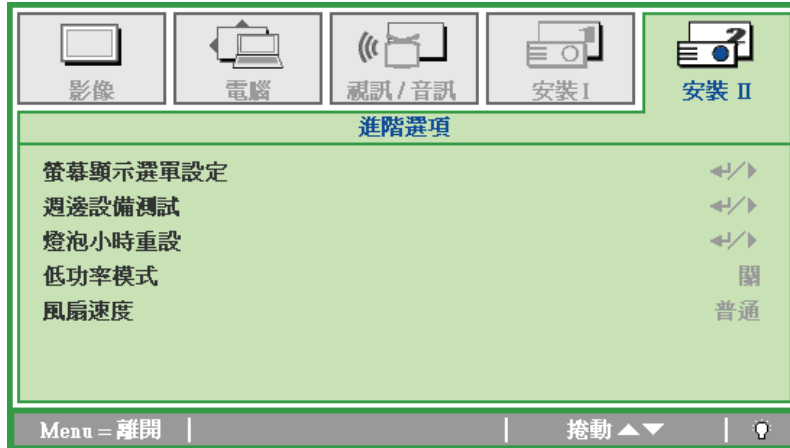 影像
電腦
視訊 / 音訊
安裝 I
2
安裝 II
進階選項
螢幕顯示選單設定
週邊設備測試
燈泡小時重設
低功率模式 關
風扇速度 普通
Menu = 離開 捲動